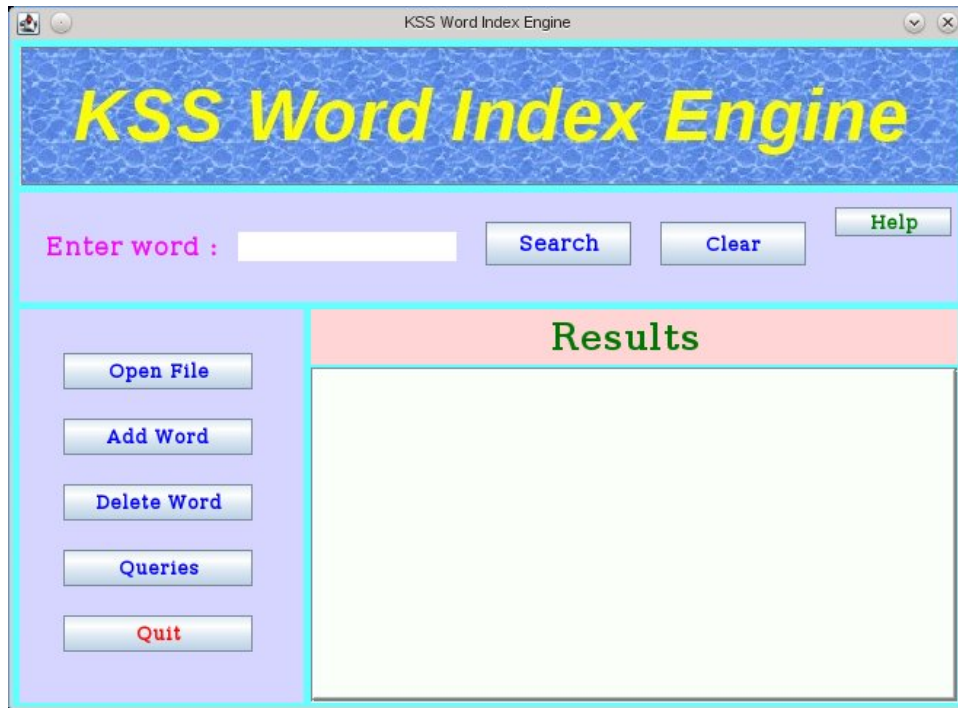 KSS Word Index Engine
KSS Word Index Engine
Help
Enter word :
Search
Clear
Results
Open File
Add Word
Delete Word
Queries
Quit